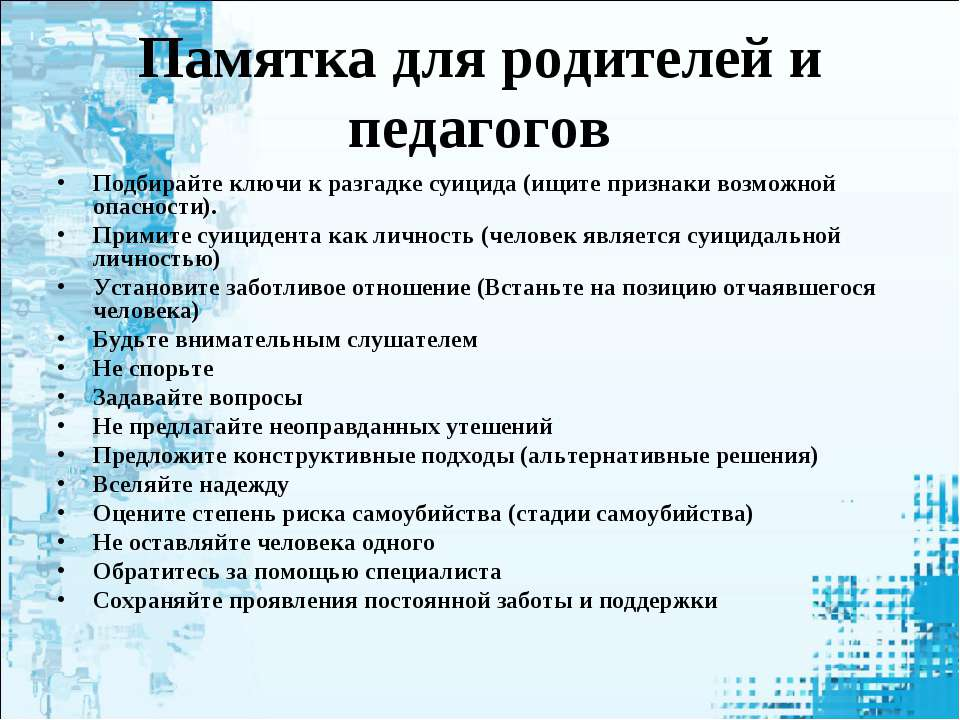 Памятка для родителей и
педагогов
• Подбирайте ключи к разгадке суицида (ищите признаки возможной
опасности).
• Примите суицидента как личность (человек является суицидальной
личностью)
• Установите заботливое отношение (Встаньте на позицию отчаявшегося
человека)
• Будьте внимательным слушателем
• Не спорьте
• Задавайте вопросы
• Не предлагайте неоправданных утешений
• Предложите конструктивные подходы (альтернативные решения)
• Вселяйте надежду
• Оцените степень риска самоубийства (стадии самоубийства)
• Не оставляйте человека одного
• Обратитесь за помощью специалиста
• Сохраняйте проявления постоянной заботы и поддержки